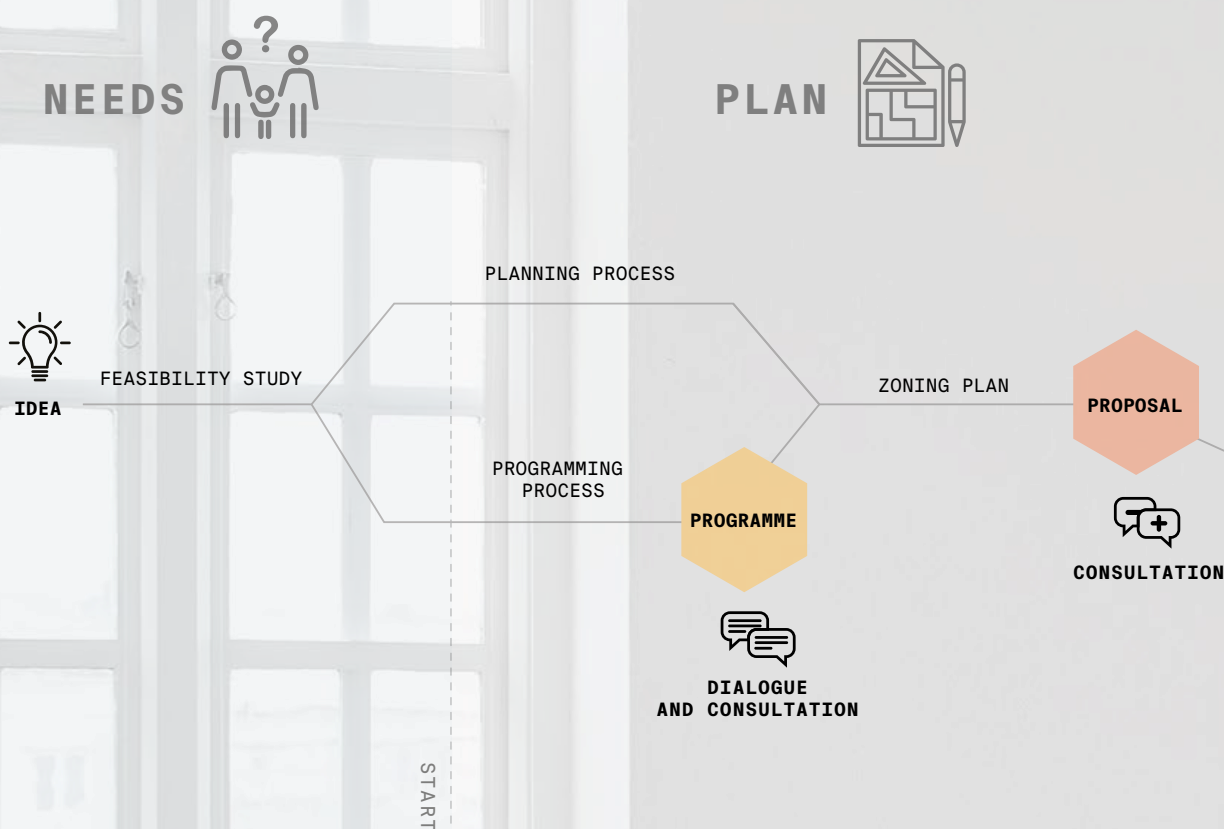 ?
NEEDS
PLAN
PLANNING PROCESS
FEASIBILITY STUDY
IDEA
ZONING PLAN
PROPOSAL
PROGRAMMING
PROCESS
PROGRAMME
CONSULTATION
DIALOGUE
AND CONSULTATION
START